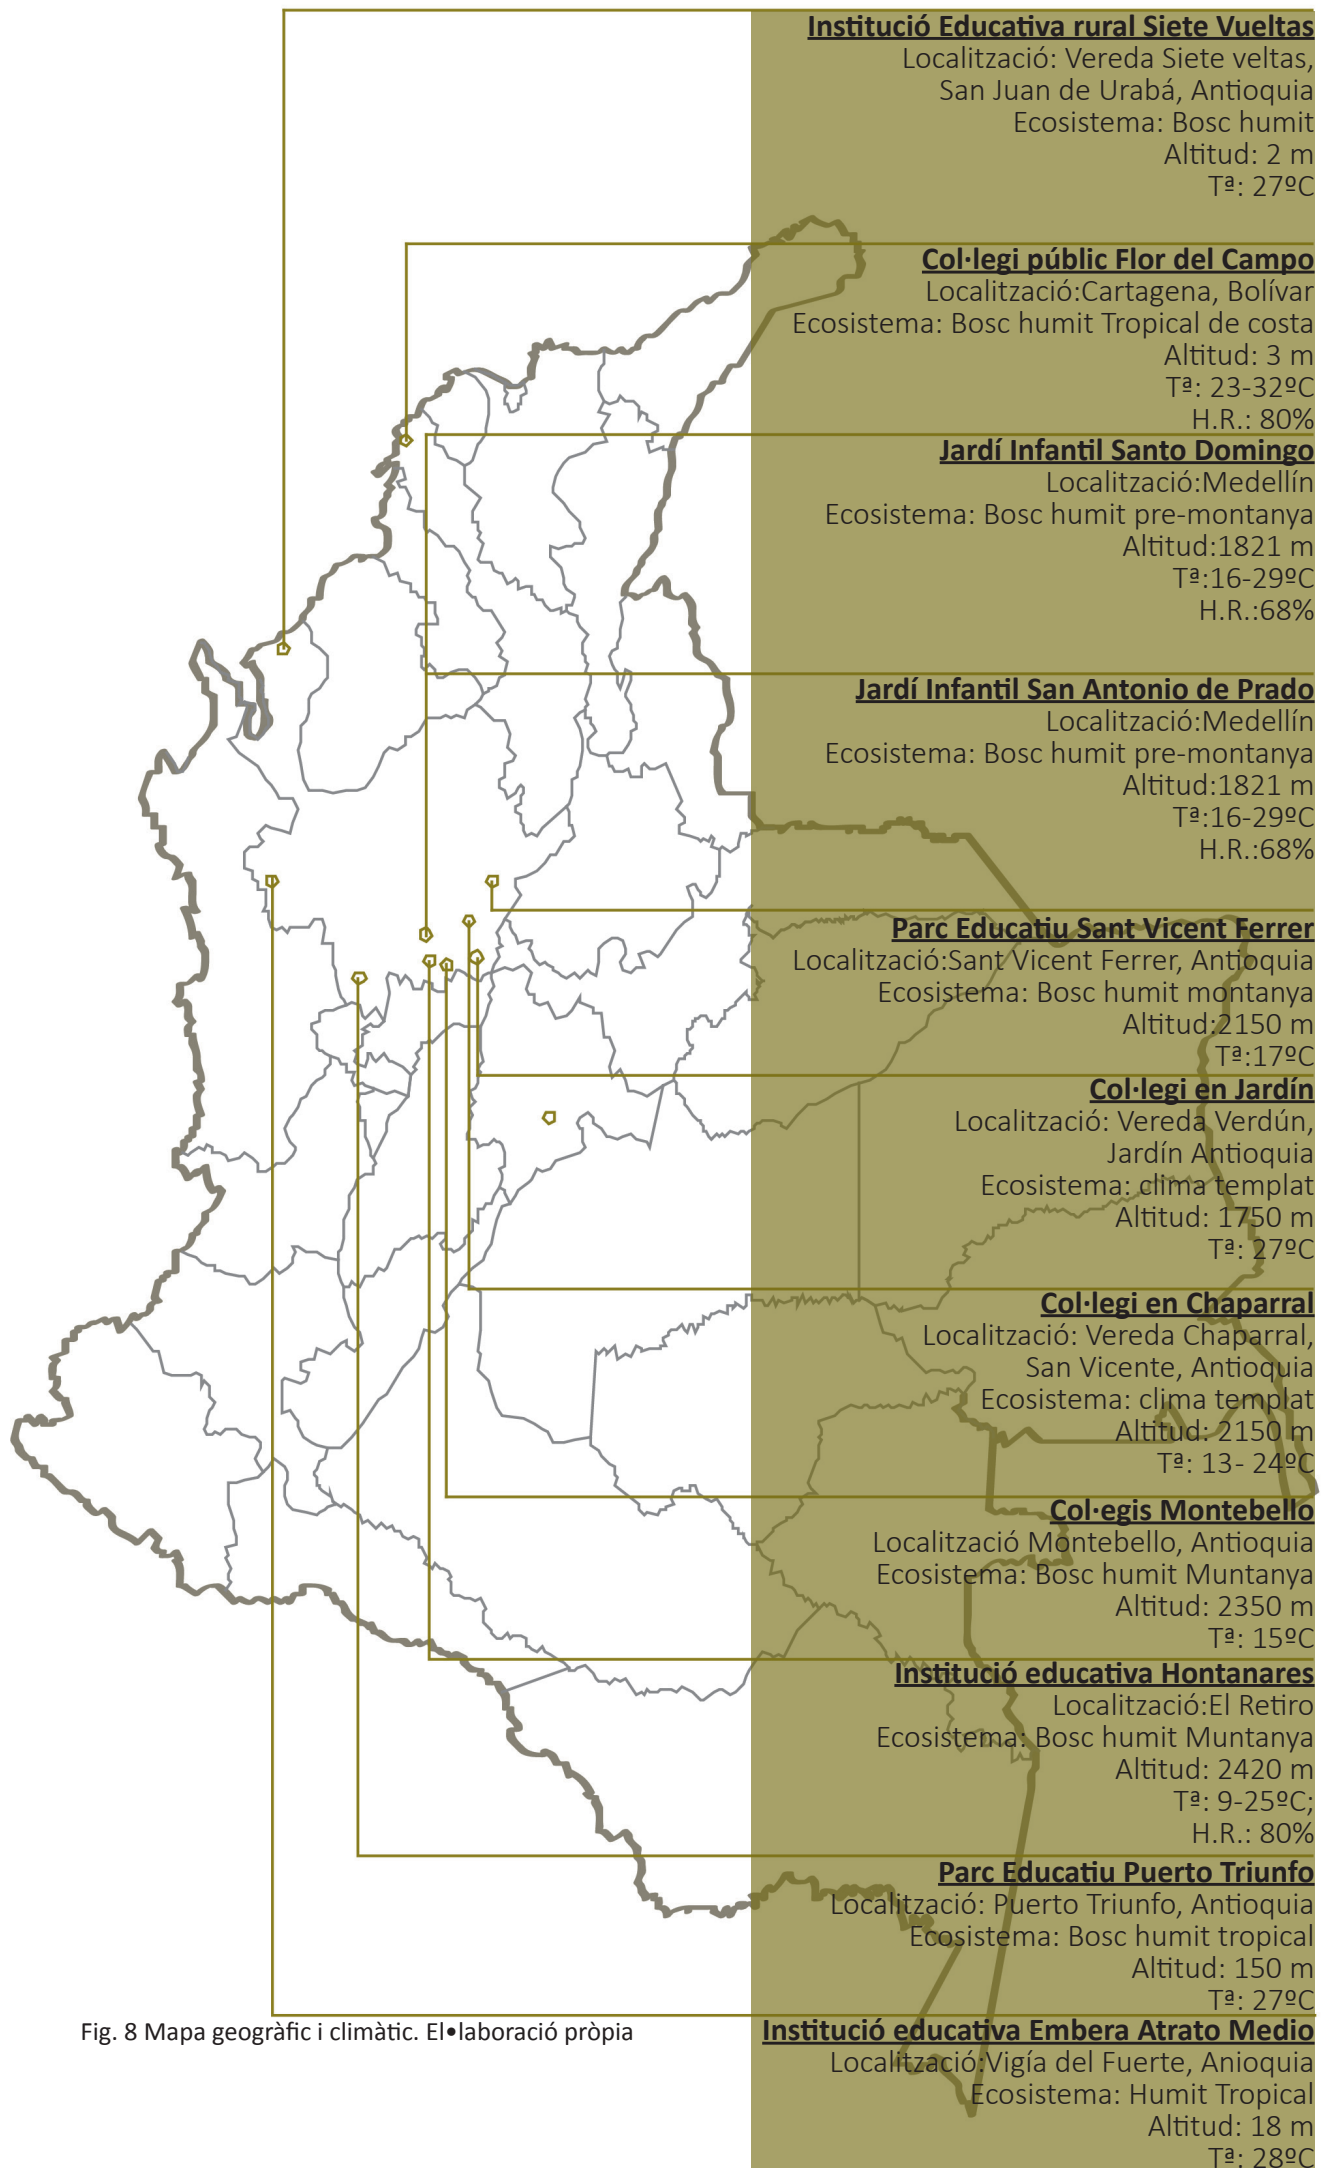 Institució Educativa rural Siete Vueltas
Localització: Vereda Siete veltas,
San Juan de Urabá, Antioquia
Ecosistema: Bosc humit
Altitud: 2 m
Tª: 27ºC
Col·legi públic Flor del Campo
Localització:Cartagena, Bolívar
Ecosistema: Bosc humit Tropical de costa
Altitud: 3 m
Tª: 23-32ºC
H.R.: 80%
Jardí Infantil Santo Domingo
Localització:Medellín
Ecosistema: Bosc humit pre-montanya
Altitud:1821 m
Tª:16-29ºC
H.R.:68%
Jardí Infantil San Antonio de Prado
Localització:Medellín
Ecosistema: Bosc humit pre-montanya
Altitud:1821 m
Tª:16-29ºC
H.R.:68%
Parc Educatiu Sant Vicent Ferrer
Localització:Sant Vicent Ferrer, Antioquia
Ecosistema: Bosc humit montanya
Altitud:2150 m
Tª:17ºC
Col·legi en Jardín
Localització: Vereda Verdún,
Jardín Antioquia
Ecosistema: clima templat
Altitud: 1750 m
Tª: 27ºC
Col·legi en Chaparral
Localització: Vereda Chaparral,
San Vicente, Antioquia
Ecosistema: clima templat
Altitud: 2150 m
Tª: 13- 24ºC
Col·egis Montebello
Localització Montebello, Antioquia
Ecosistema: Bosc humit Muntanya
Altitud: 2350 m
Tª: 15ºC
Institució educativa Hontanares
Localització:El Retiro
Ecosistema: Bosc humit Muntanya
Altitud: 2420 m
Tª: 9-25ºC;
H.R.: 80%
Parc Educatiu Puerto Triunfo
Localització: Puerto Triunfo, Antioquia
Ecosistema: Bosc humit tropical
Altitud: 150 m
Tª: 27ºC
Institució educativa Embera Atrato Medio
Localització:Vigía del Fuerte, Anioquia
Ecosistema: Humit Tropical
Altitud: 18 m
Tª: 28ºC
Fig. 8 Mapa geogràfic i climàtic. El•laboració pròpia